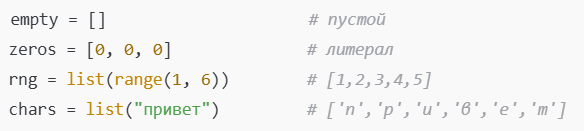 empty = [] # пустой
zeros = [0, 0, 0] # литерал
rng = list(range(1, 6)) # [1,2,3,4,5]
chars = list("привет") # ['п','р','и','в','е','т']